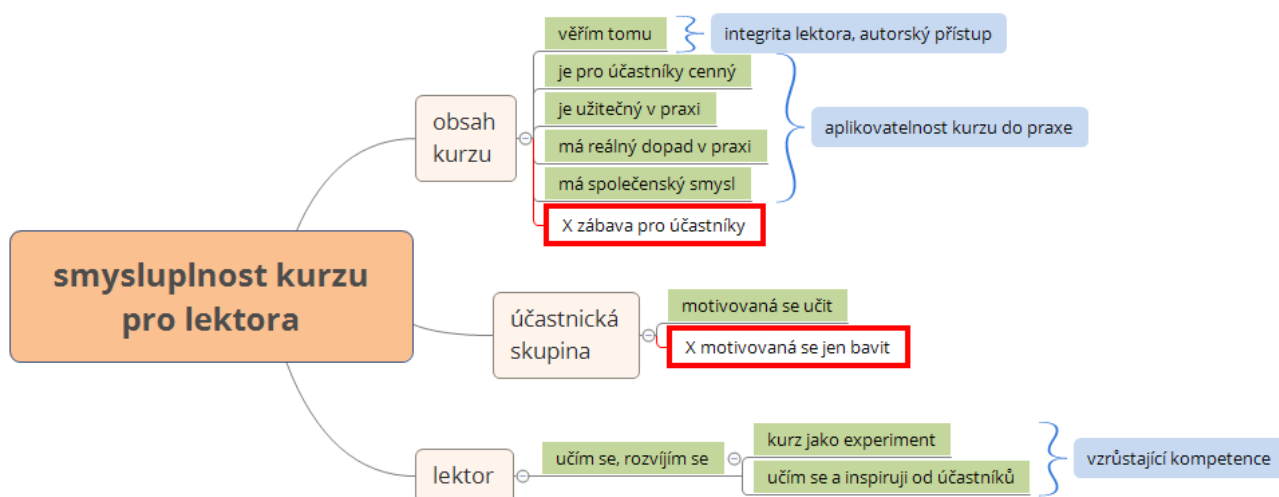 smysluplnost kurzu
pro lektora
obsah
kurzu
věřím tomu
integrita lektora, autorský přístup
je pro účastníky cenný
je užitečný v praxi
má reálný dopad v praxi
má společenský smysl
aplikovatelnost kurzu do praxe
X zábava pro účastníky
účastnická
skupina
motivovaná se učit
X motivovaná se jen bavit
lektor
učím se, rozvíjím se
kurz jako experiment
učím se a inspiruji od účastníků
vzrůstající kompetence